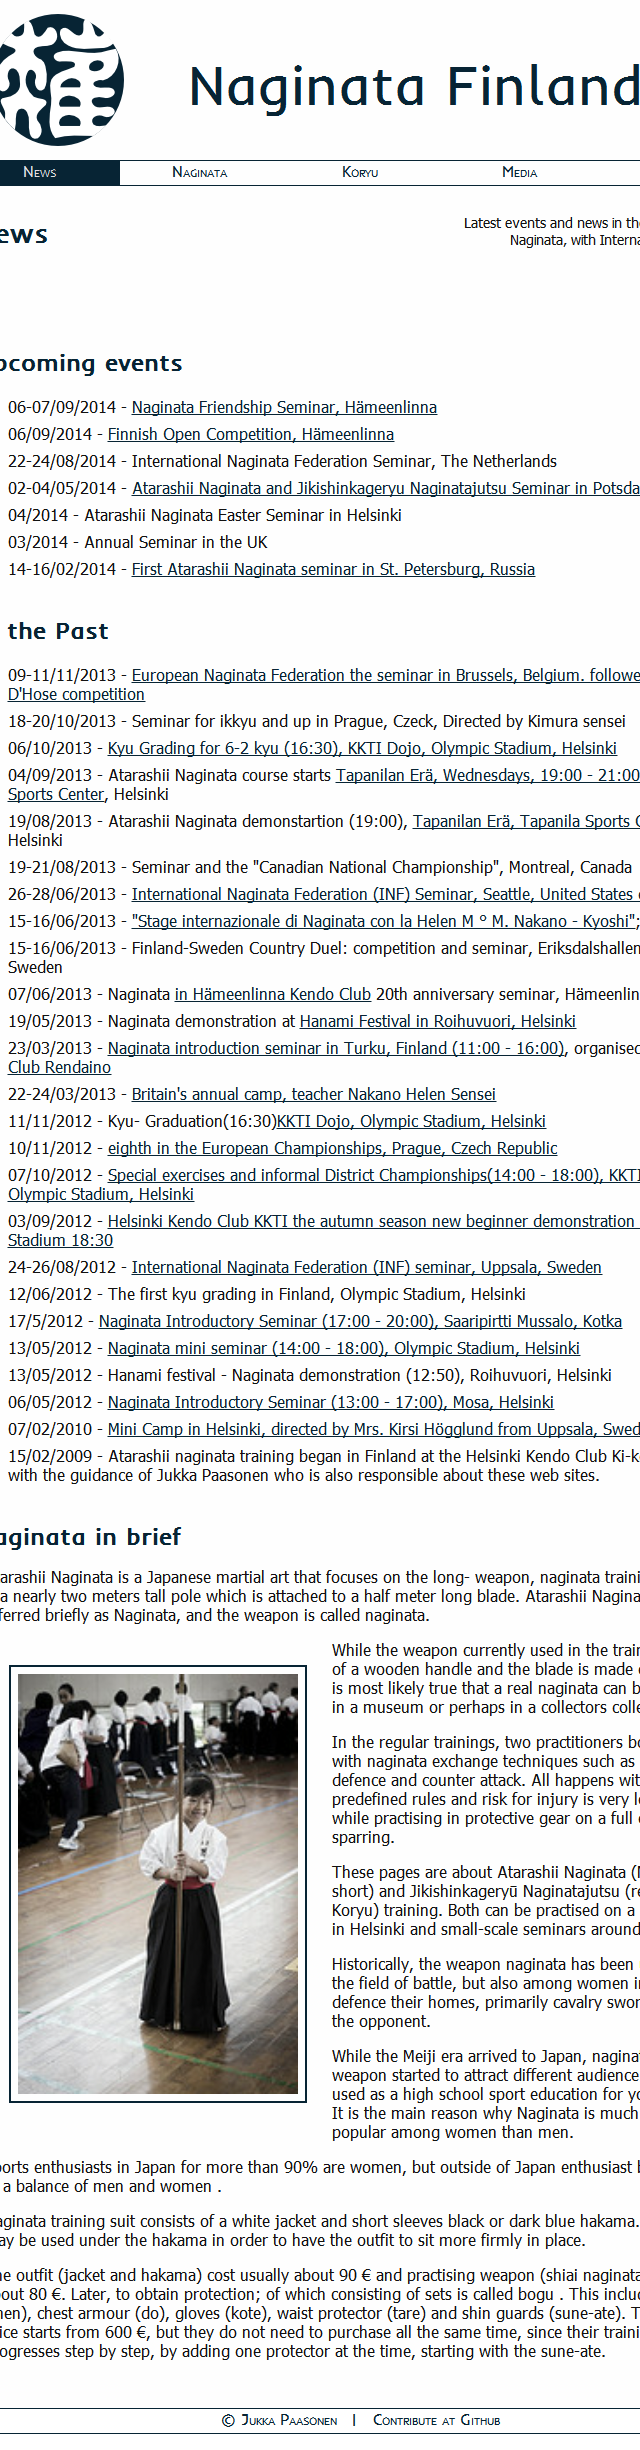 Naginata Finland
News Naginata Koryu Media
ews
Latest events and news in the
Naginata, with Interna
pcoming events
06-07/09/2014 - Naginata Friendship Seminar, Hämeenlinna
06/09/2014 - Finnish Open Competition, Hämeenlinna
22-24/08/2014 - International Naginata Federation Seminar, The Netherlands
02-04/05/2014 - Atarashii Naginata and Jikishinkageryu Naginatajutsu Seminar in Potsda
04/2014 - Atarashii Naginata Easter Seminar in Helsinki
03/2014 - Annual Seminar in the UK
14-16/02/2014 - First Atarashii Naginata seminar in St. Petersburg, Russia
the Past
09-11/11/2013 - European Naginata Federation the seminar in Brussels, Belgium. followe
D'Hose competition
18-20/10/2013 - Seminar for ikkyu and up in Prague, Czeck, Directed by Kimura sensei
06/10/2013 - Kyu Grading for 6-2 kyu (16:30), KKTI Dojo, Olympic Stadium, Helsinki
04/09/2013 - Atarashii Naginata course starts Tapanilan Erä, Wednesdays, 19:00 - 21:00
Sports Center, Helsinki
19/08/2013 - Atarashii Naginata demonstartion (19:00), Tapanilan Erä, Tapanila Sports C
Helsinki
19-21/08/2013 - Seminar and the "Canadian National Championship", Montreal, Canada
26-28/06/2013 - International Naginata Federation (INF) Seminar, Seattle, United States
15-16/06/2013 - "Stage internazionale di Naginata con la Helen M ° M. Nakano - Kyoshi";
15-16/06/2013 - Finland-Sweden Country Duel: competition and seminar, Eriksdalshallen
Sweden
07/06/2013 - Naginata in Hämeenlinna Kendo Club 20th anniversary seminar, Hämeenlin
19/05/2013 - Naginata demonstration at Hanami Festival in Roihuvuori, Helsinki
23/03/2013 - Naginata introduction seminar in Turku, Finland (11:00 - 16:00), organised
Club Rendaino
22-24/03/2013 - Britain's annual camp, teacher Nakano Helen Sensei
11/11/2012 - Kyu- Graduation(16:30)KKTI Dojo, Olympic Stadium, Helsinki
10/11/2012 - eighth in the European Championships, Prague, Czech Republic
07/10/2012 - Special exercises and informal District Championships(14:00 - 18:00), KKTI
Olympic Stadium, Helsinki
03/09/2012 - Helsinki Kendo Club KKTI the autumn season new beginner demonstration
Stadium 18:30
24-26/08/2012 - International Naginata Federation (INF) seminar, Uppsala, Sweden
12/06/2012 - The first kyu grading in Finland, Olympic Stadium, Helsinki
17/5/2012 - Naginata Introductory Seminar (17:00 - 20:00), Saaripirtti Mussalo, Kotka
13/05/2012 - Naginata mini seminar (14:00 - 18:00), Olympic Stadium, Helsinki
13/05/2012 - Hanami festival - Naginata demonstration (12:50), Roihuvuori, Helsinki
06/05/2012 - Naginata Introductory Seminar (13:00 - 17:00), Mosa, Helsinki
07/02/2010 - Mini Camp in Helsinki, directed by Mrs. Kirsi Högglund from Uppsala, Swed
15/02/2009 - Atarashii naginata training began in Finland at the Helsinki Kendo Club Ki-k
with the guidance of Jukka Paasonen who is also responsible about these web sites.
aginata in brief
arashii Naginata is a Japanese martial art that focuses on the long- weapon, naginata traini
a nearly two meters tall pole which is attached to a half meter long blade. Atarashii Nagina
ferred briefly as Naginata, and the weapon is called naginata.
While the weapon currently used in the train
of a wooden handle and the blade is made
is most likely true that a real naginata can b
in a museum or perhaps in a collectors colle
In the regular trainings, two practitioners bo
with naginata exchange techniques such as
defence and counter attack. All happens wit
predefined rules and risk for injury is very l
while practising in protective gear on a full
sparring.
These pages are about Atarashii Naginata (
short) and Jikishinkageryū Naginatajutsu (re
Koryu) training. Both can be practised on a
in Helsinki and small-scale seminars around
Historically, the weapon naginata has been
the field of battle, but also among women i
defence their homes, primarily cavalry swor
the opponent.
While the Meiji era arrived to Japan, nagina
weapon started to attract different audience
used as a high school sport education for yo
It is the main reason why Naginata is much
popular among women than men.
ports enthusiasts in Japan for more than 90% are women, but outside of Japan enthusiast b
a balance of men and women .
aginata training suit consists of a white jacket and short sleeves black or dark blue hakama.
ay be used under the hakama in order to have the outfit to sit more firmly in place.
he outfit (jacket and hakama) cost usually about 90 € and practising weapon (shiai naginata
bout 80 €. Later, to obtain protection; of which consisting of sets is called bogu . This includ
men), chest armour (do), gloves (kote), waist protector (tare) and shin guards (sune-ate). T
ice starts from 600 €, but they do not need to purchase all the same time, since their traini
ogresses step by step, by adding one protector at the time, starting with the sune-ate.
© Jukka Paasonen | Contribute at Github